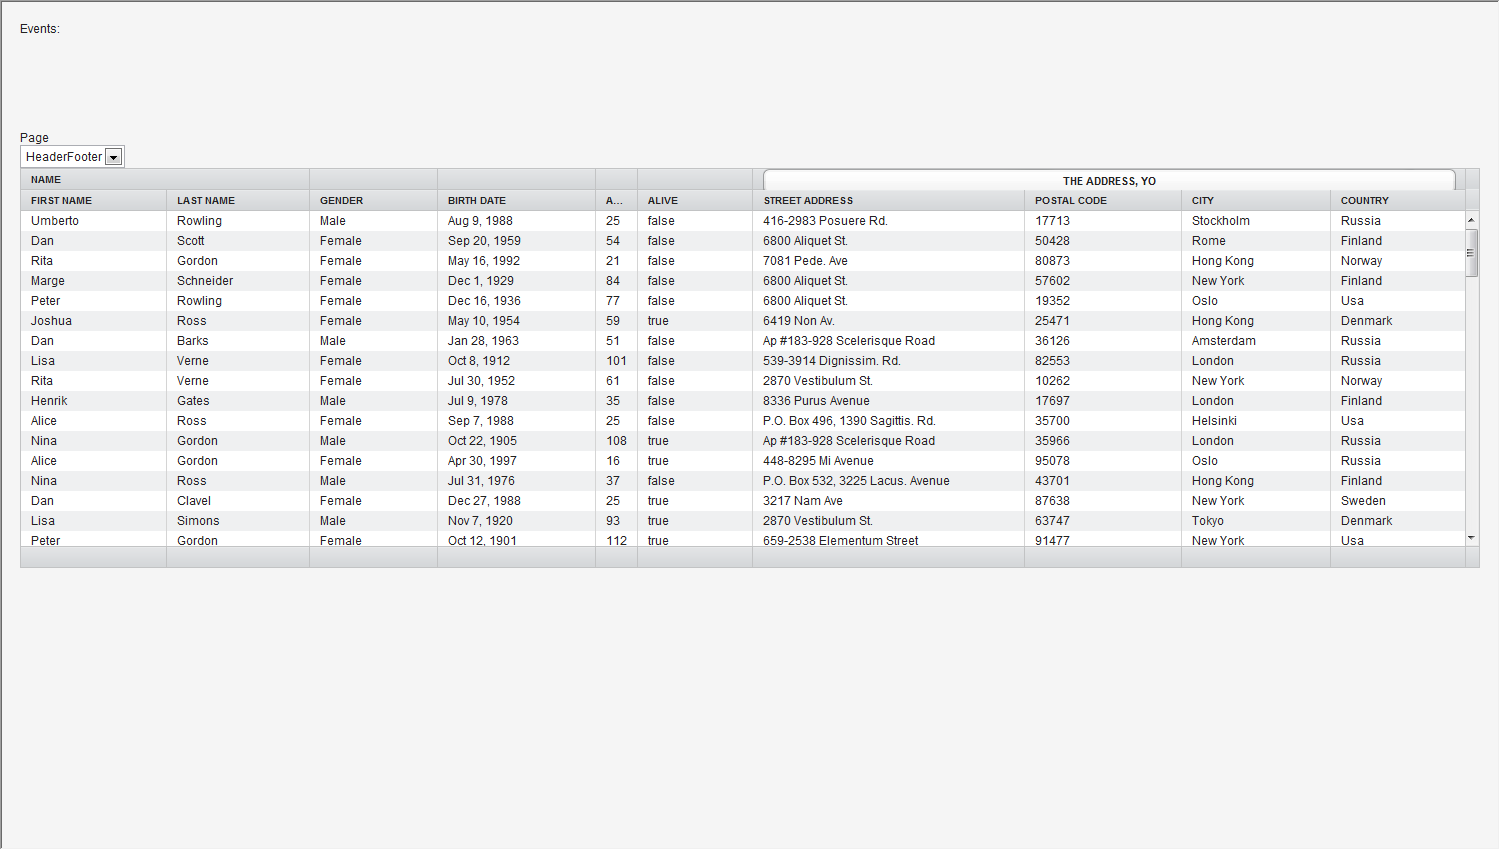 Events:
Page
HeaderFooter
NAME THE ADDRESS, YO
FIRST NAME LAST NAME GENDER BIRTH DATE A... ALIVE STREET ADDRESS POSTAL CODE CITY COUNTRY
Umberto Rowling Male Aug 9, 1988 25 false 416-2983 Posuere Rd. 17713 Stockholm Russia
Dan Scott Female Sep 20, 1959 54 false 6800 Aliquet St. 50428 Rome Finland
Rita Gordon Female May 16, 1992 21 false 7081 Pede. Ave 80873 Hong Kong Norway
Marge Schneider Female Dec 1, 1929 84 false 6800 Aliquet St. 57602 New York Finland
Peter Rowling Female Dec 16, 1936 77 false 6800 Aliquet St. 19352 Oslo Usa
Joshua Ross Female May 10, 1954 59 true 6419 Non Av. 25471 Hong Kong Denmark
Dan Barks Male Jan 28, 1963 51 false Ap #183-928 Scelerisque Road 36126 Amsterdam Russia
Lisa Verne Female Oct 8, 1912 101 false 539-3914 Dignissim. Rd. 82553 London Russia
Rita Verne Female Jul 30, 1952 61 false 2870 Vestibulum St. 10262 New York Norway
Henrik Gates Male Jul 9, 1978 35 false 8336 Purus Avenue 17697 London Finland
Alice Ross Female Sep 7, 1988 25 false P.O. Box 496, 1390 Sagittis. Rd. 35700 Helsinki Usa
Nina Gordon Male Oct 22, 1905 108 true Ap #183-928 Scelerisque Road 35966 London Russia
Alice Gordon Female Apr 30, 1997 16 true 448-8295 Mi Avenue 95078 Oslo Russia
Nina Ross Male Jul 31, 1976 37 false P.O. Box 532, 3225 Lacus. Avenue 43701 Hong Kong Finland
Dan Clavel Female Dec 27, 1988 25 true 3217 Nam Ave 87638 New York Sweden
Lisa Simons Male Nov 7, 1920 93 true 2870 Vestibulum St. 63747 Tokyo Denmark
Peter Gordon Female Oct 12, 1901 112 true 659-2538 Elementum Street 91477 New York Usa